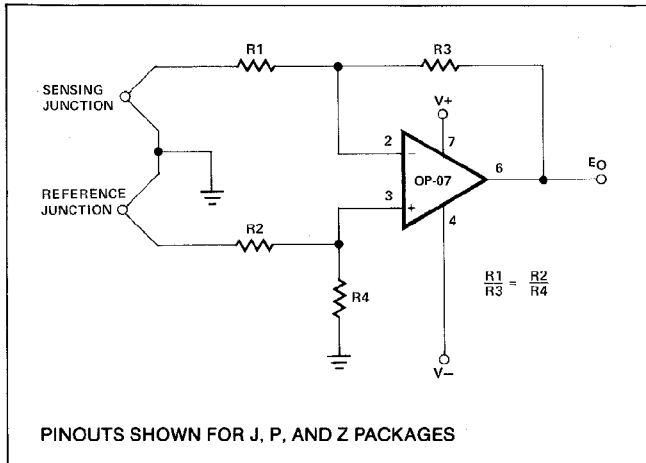 R1
R3
SENSING
JUNCTION
V+
2
7
−
OP-07
6
EO
REFERENCE
JUNCTION
3
+
4
R2
R1/R3 = R2/R4
R4
V−
PINOUTS SHOWN FOR J, P, AND Z PACKAGES